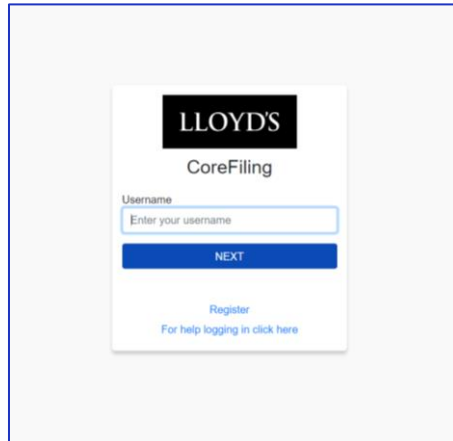 LLOYD'S
CoreFiling
Username
Enter your username
NEXT
Register
For help logging in click here